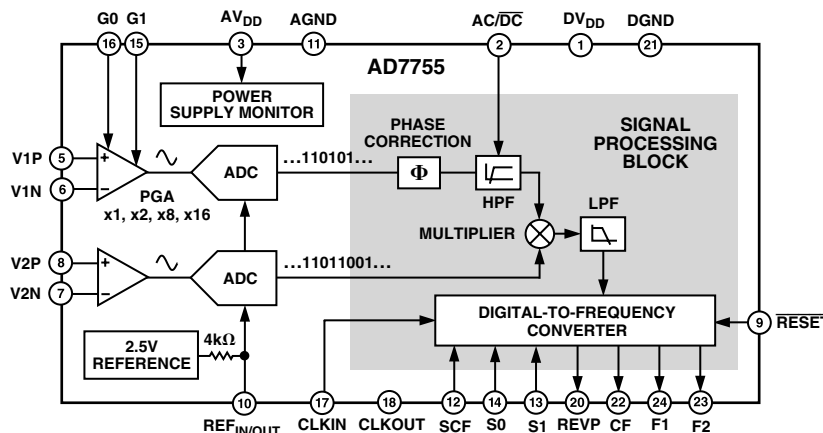 G0 G1 AVDD AGND AC/DC DVDD DGND
16 15 3 11 2 1 21
AD7755
POWER
SUPPLY MONITOR
SIGNAL
PROCESSING
BLOCK
PHASE
CORRECTION
V1P 5 +
V1N 6 –
ADC
...110101...
Φ
HPF
PGA
x1, x2, x8, x16
LPF
MULTIPLIER
V2P 8 +
V2N 7 –
ADC
...11011001...
DIGITAL-TO-FREQUENCY
CONVERTER
9 RESET
2.5V
REFERENCE
4kΩ
10 17 18 12 14 13 20 22 24 23
REFIN/OUT CLKIN CLKOUT SCF S0 S1 REVP CF F1 F2